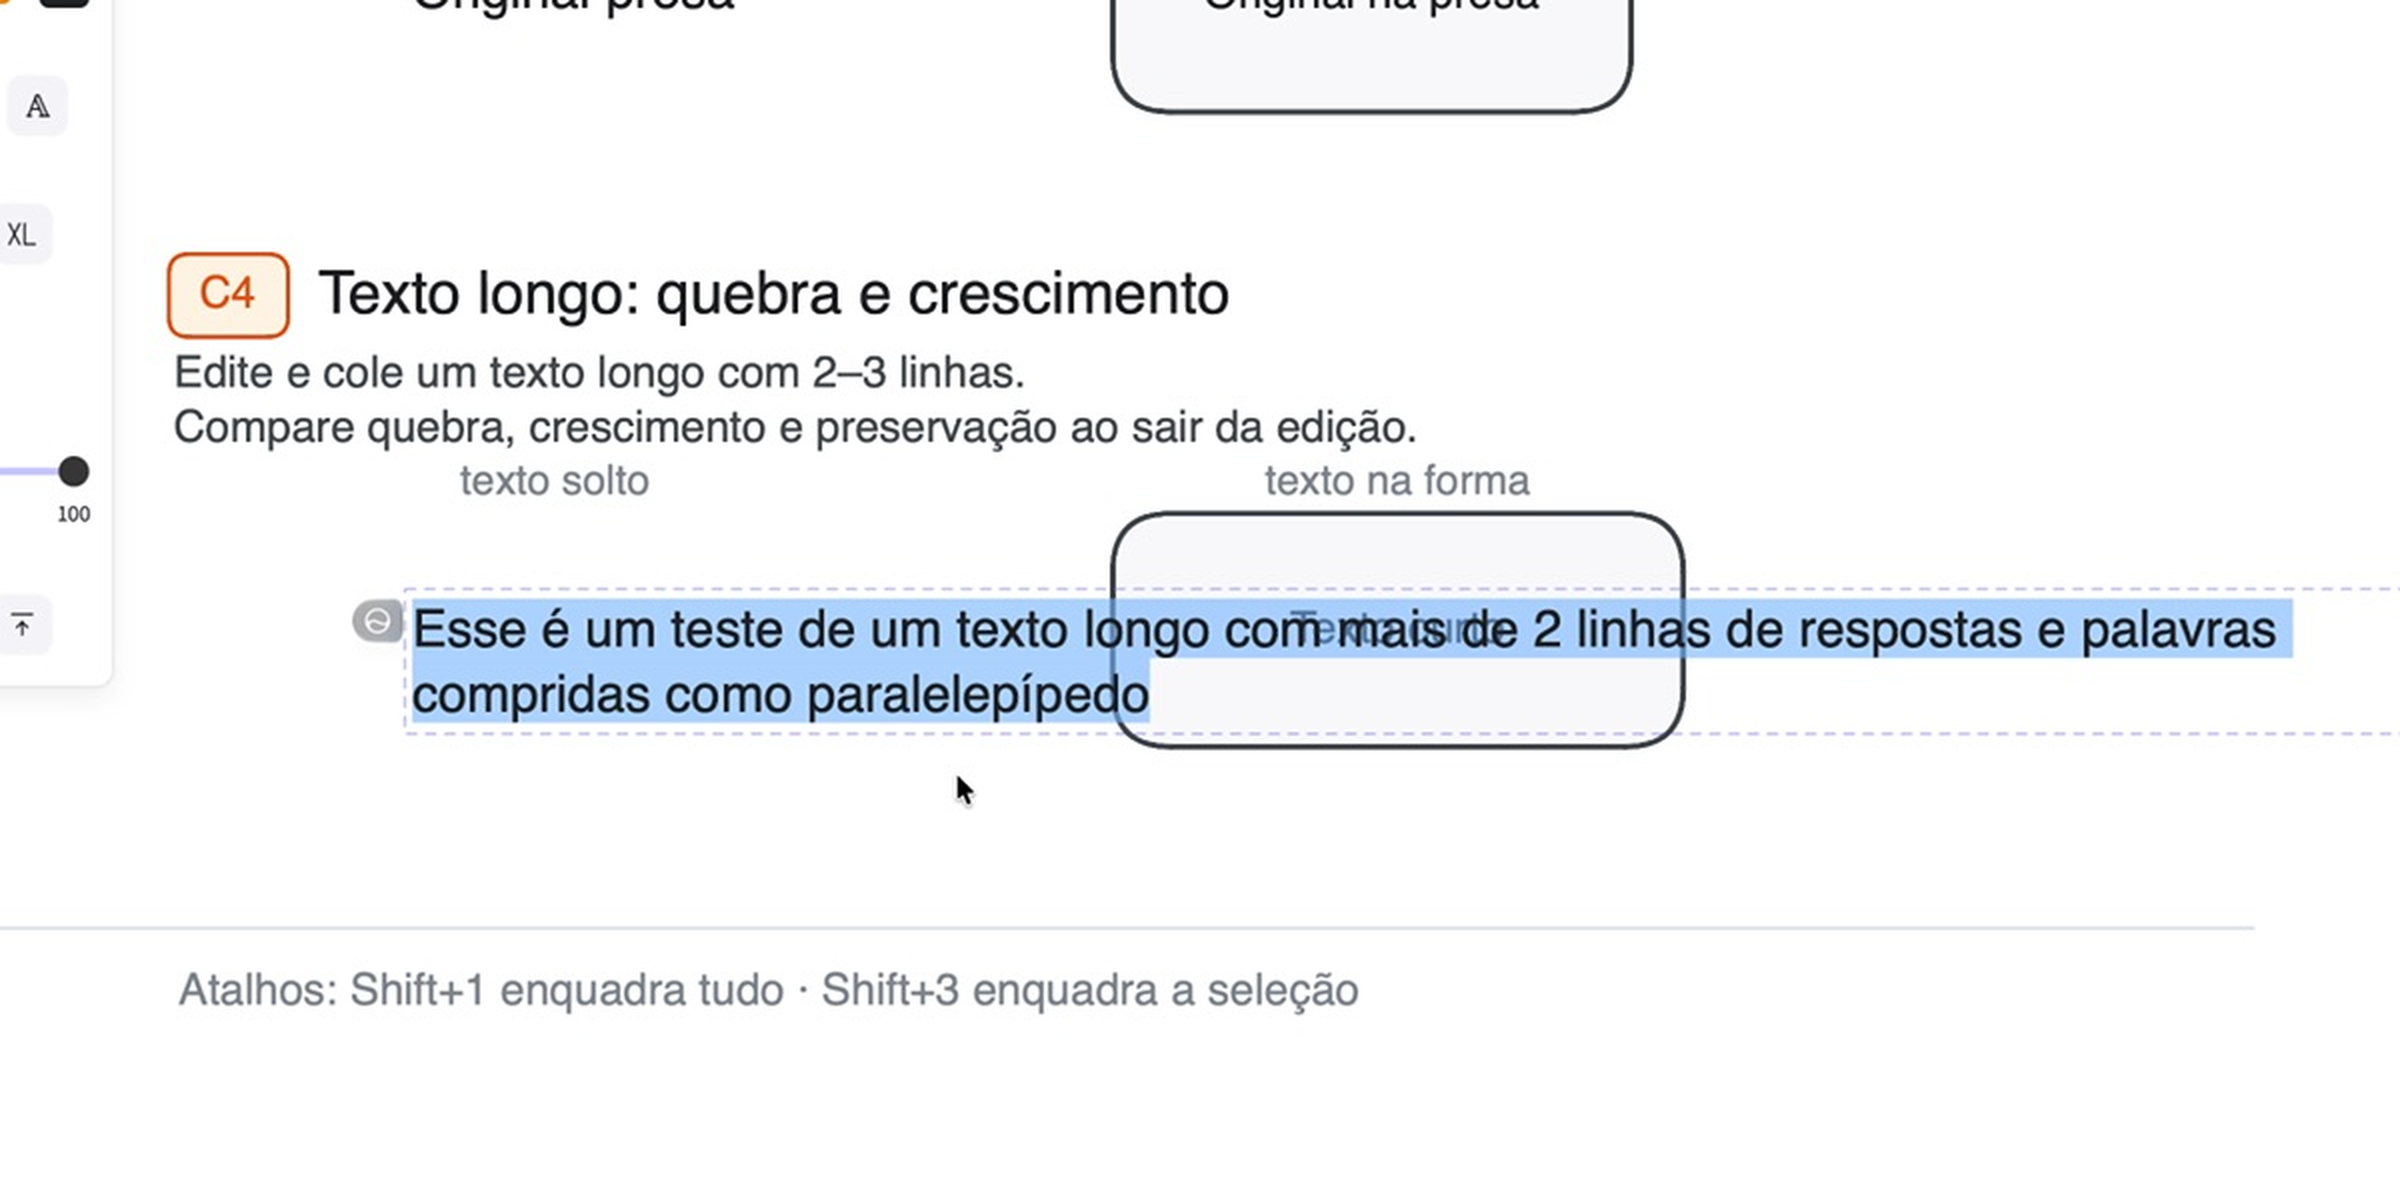 Original presa
Original na presa
A
XL
C4
Texto longo: quebra e crescimento
Edite e cole um texto longo com 2–3 linhas.
Compare quebra, crescimento e preservação ao sair da edição.
texto solto
texto na forma
100
Esse é um teste de um texto longo com mais de 2 linhas de respostas e palavras
compridas como paralelepípedo
Texto curto
Atalhos: Shift+1 enquadra tudo · Shift+3 enquadra a seleção